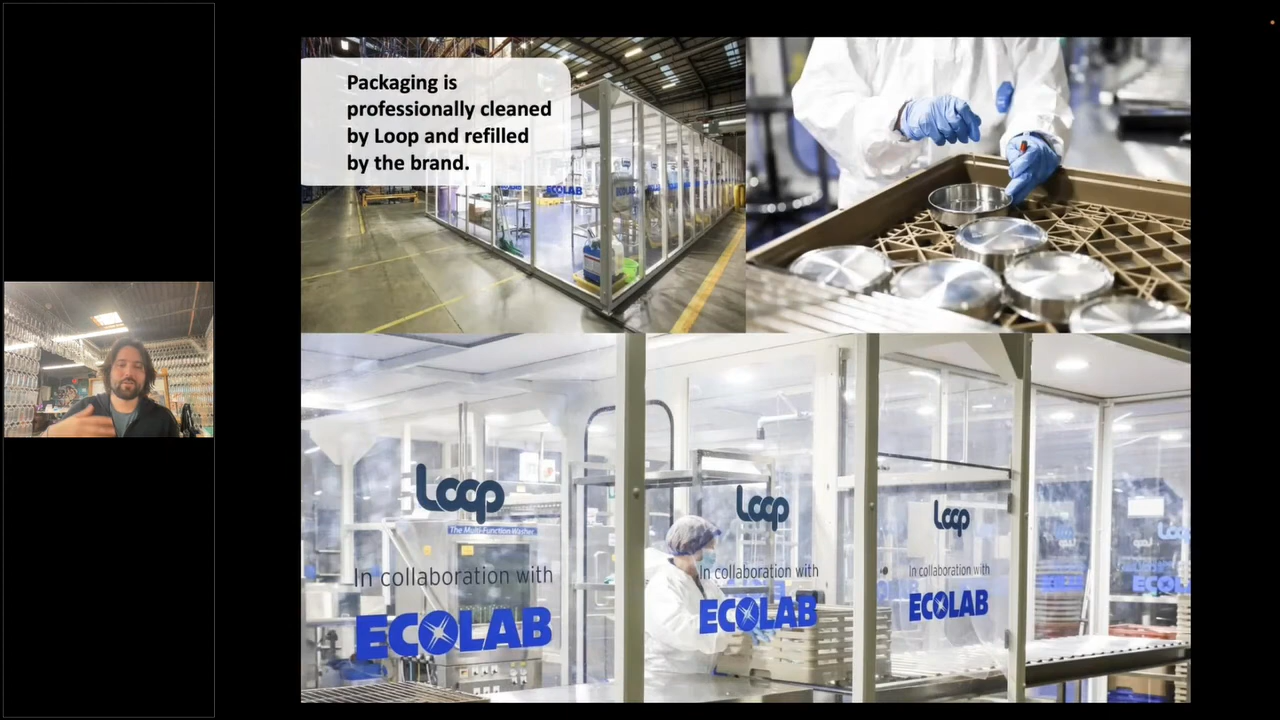 Packaging is
professionally cleaned
by Loop and refilled
by the brand.
ECOLAB
ECOLAB
Loop
The Multi-Function Washer
In collaboration with
ECOLAB
Loop
In collaboration with
ECOLAB
Loop
In collaboration with
ECOLAB